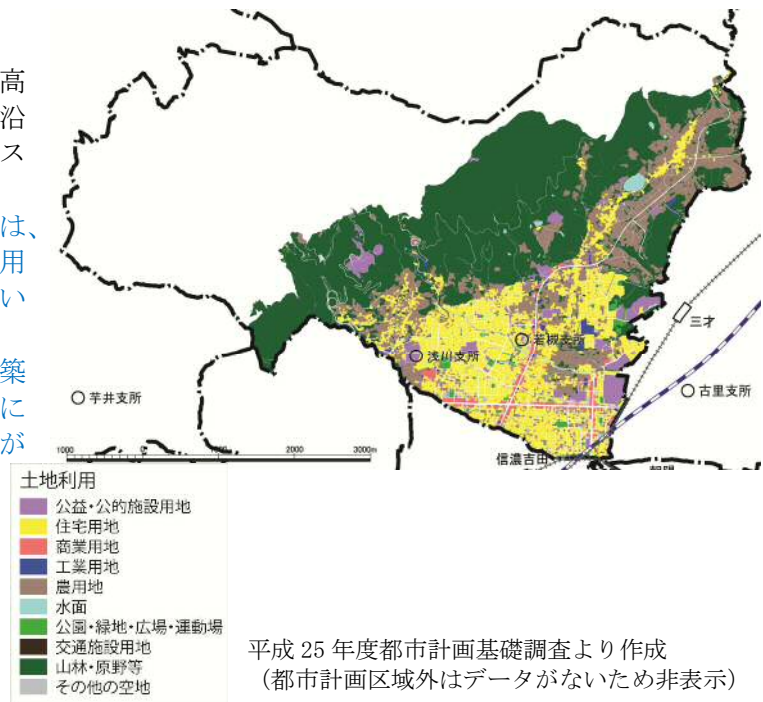 高
沿
ス
は、
用
い
築
に
が
三才
若槻支所
浅川支所
芋井支所
古里支所
信濃吉田
1000 0 1000 2000 3000m
土地利用
公益・公的施設用地
住宅用地
商業用地
工業用地
農用地
水面
公園・緑地・広場・運動場
交通施設用地
山林・原野等
その他の空地
平成 25 年度都市計画基礎調査より作成
（都市計画区域外はデータがないため非表示）